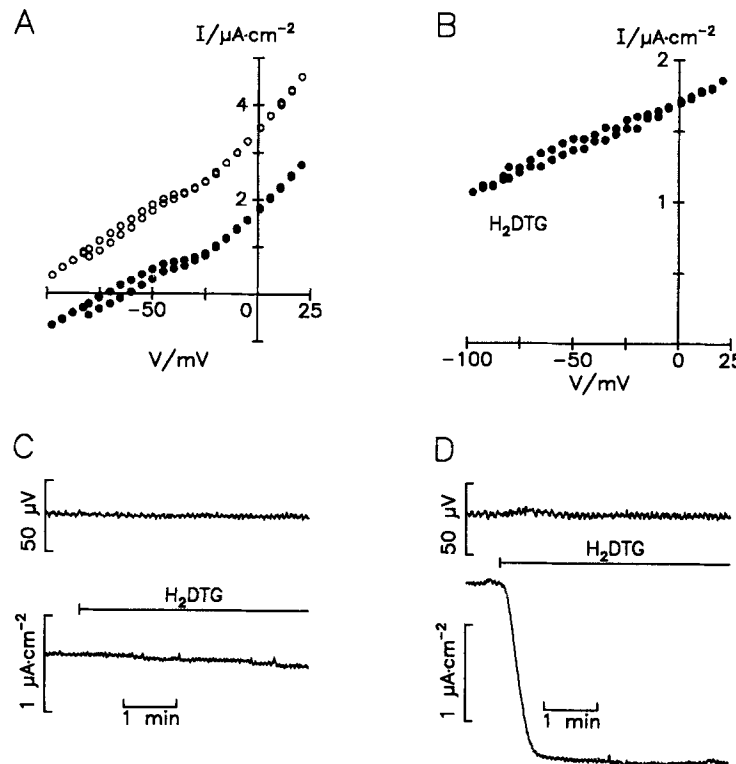 A
I/µA·cm⁻²
4
2
-50
0
25
V/mV
B
I/µA·cm⁻²
2
1
H₂DTG
-100
-50
0
25
V/mV
C
50 µV
H₂DTG
1 µA·cm⁻²
1 min
D
50 µV
H₂DTG
1 µA·cm⁻²
1 min